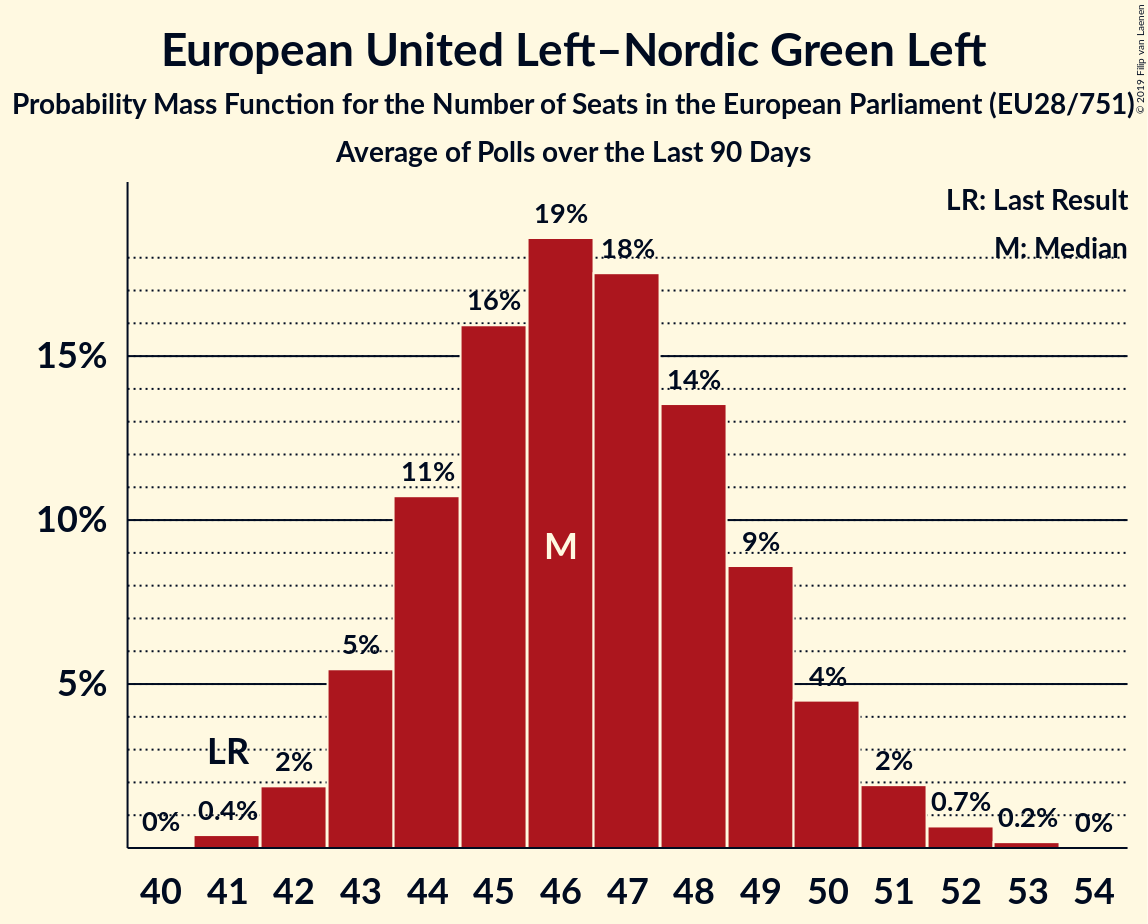 European United Left–Nordic Green Left
Probability Mass Function for the Number of Seats in the European Parliament (EU28/751)
Average of Polls over the Last 90 Days
© 2019 Filip van Laenen
LR: Last Result
M: Median
19%
18%
16%
15%
14%
11%
10%
M
9%
5%
5%
4%
LR
2%
2%
0%
0.4%
0.7%
0.2%
0%
40 41 42 43 44 45 46 47 48 49 50 51 52 53 54